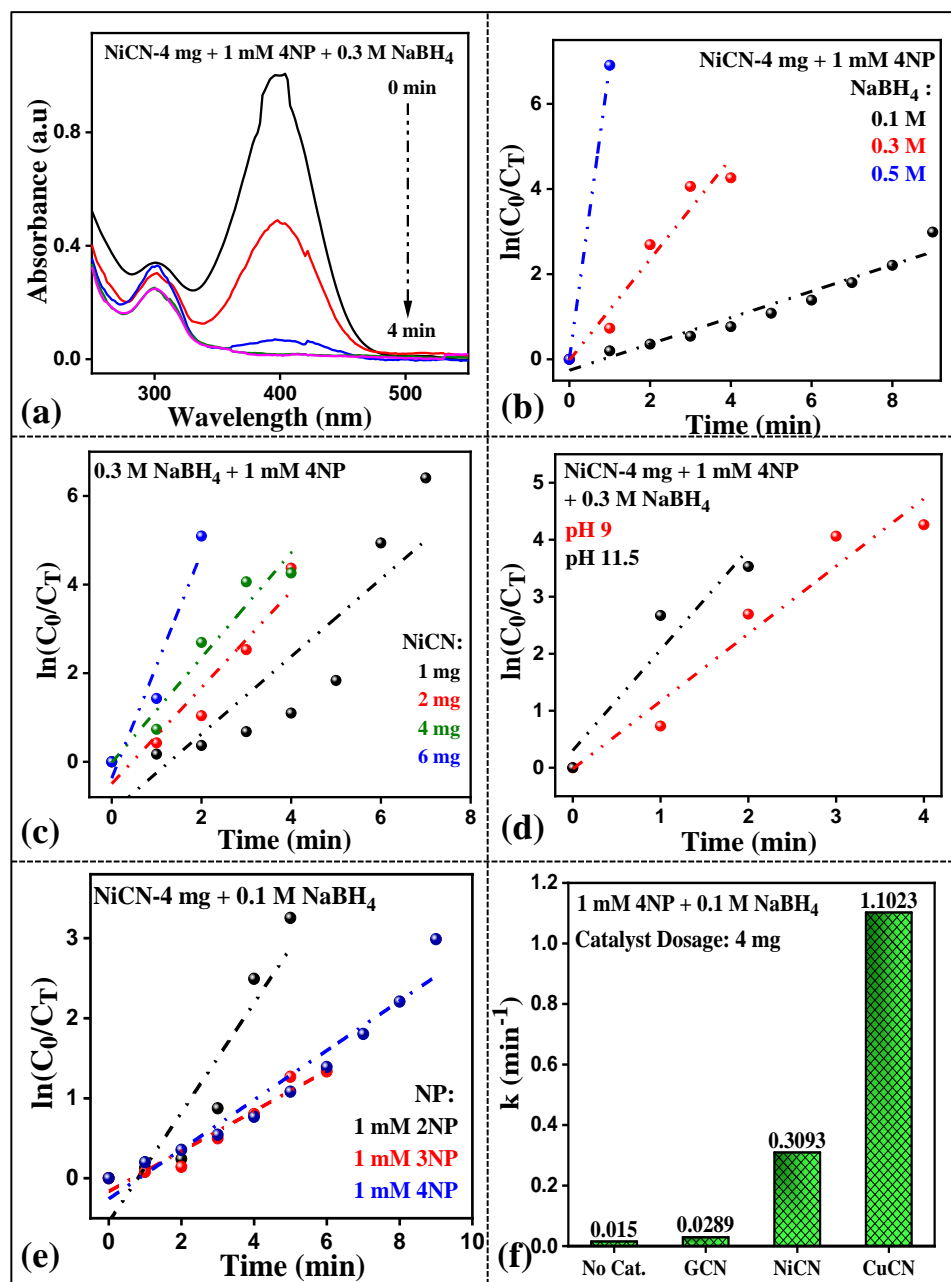 NiCN-4 mg + 1 mM 4NP + 0.3 M NaBH₄
0 min
4 min
0.8
0.4
0.0
Absorbance (a.u)
300 400 500
Wavelength (nm)
(a)
NiCN-4 mg + 1 mM 4NP
NaBH₄ :
0.1 M
0.3 M
0.5 M
6
4
2
0
ln(C₀/C_T)
0 2 4 6 8
Time (min)
(b)
0.3 M NaBH₄ + 1 mM 4NP
NiCN:
1 mg
2 mg
4 mg
6 mg
6
4
2
0
ln(C₀/C_T)
0 2 4 6 8
Time (min)
(c)
NiCN-4 mg + 1 mM 4NP
+ 0.3 M NaBH₄
pH 9
pH 11.5
5
4
3
2
1
0
ln(C₀/C_T)
0 1 2 3 4
Time (min)
(d)
NiCN-4 mg + 0.1 M NaBH₄
NP:
1 mM 2NP
1 mM 3NP
1 mM 4NP
3
2
1
0
ln(C₀/C_T)
0 2 4 6 8 10
Time (min)
(e)
1 mM 4NP + 0.1 M NaBH₄
Catalyst Dosage: 4 mg
1.1023
0.3093
0.0289
0.015
1.2
1.0
0.8
0.6
0.4
0.2
0.0
k (min⁻¹)
No Cat. GCN NiCN CuCN
(f)